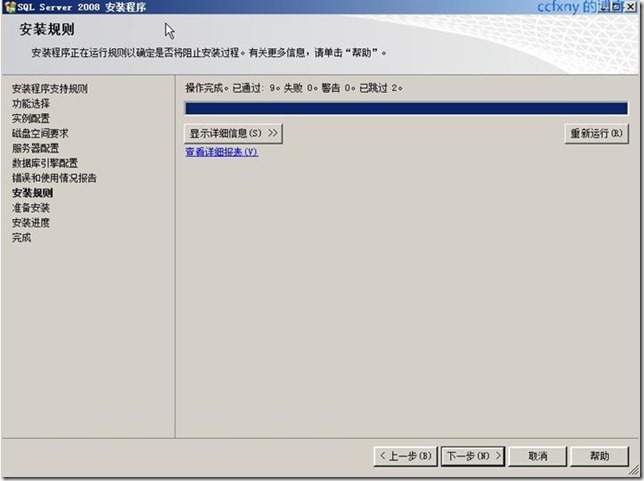 SQL Server 2008 安装程序
ccfxny 的
安装规则
安装程序正在运行规则以确定是否将阻止安装过程。有关更多信息，请单击“帮助”。
安装程序支持规则
功能选择
实例配置
磁盘空间要求
服务器配置
数据库引擎配置
错误和使用情况报告
安装规则
准备安装
安装进度
完成
操作完成。已通过: 9。失败 0。警告 0。已跳过 2。
显示详细信息(S) >>
重新运行(R)
查看详细报表(V)
< 上一步(B)
下一步(N) >
取消
帮助